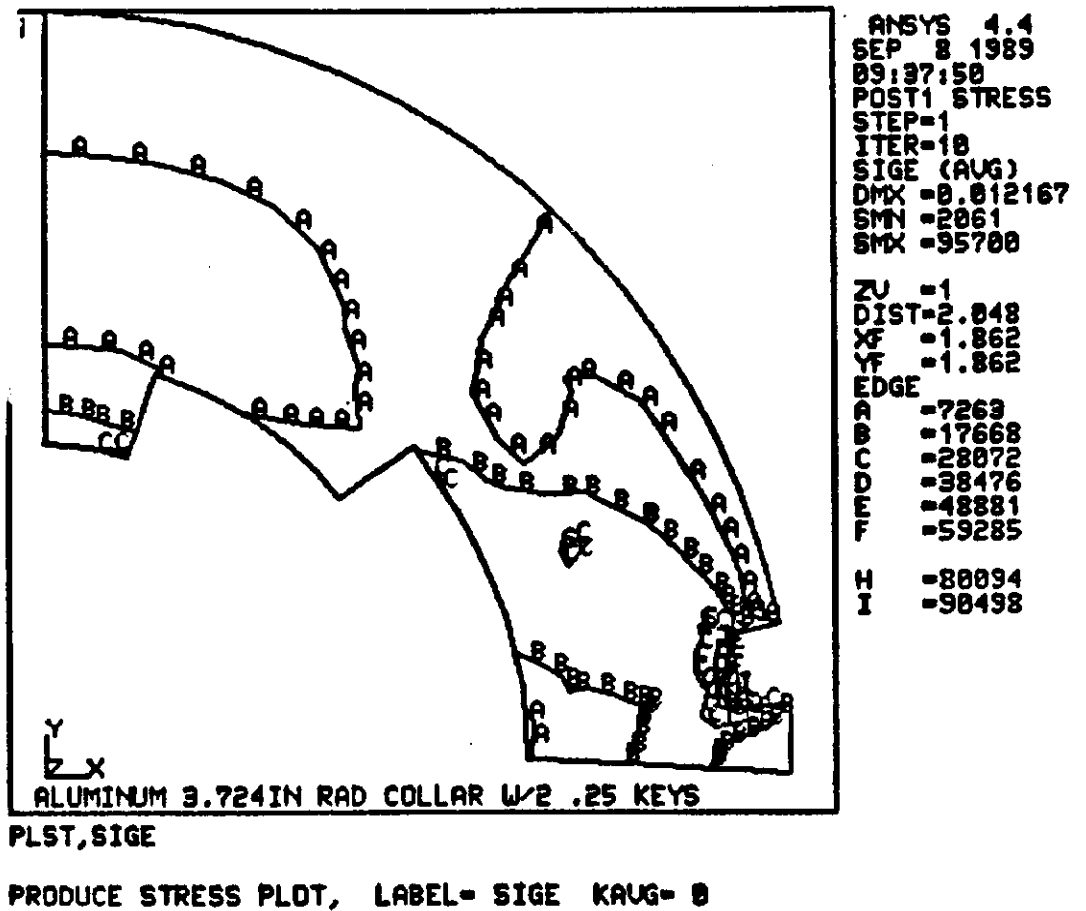 1
ANSYS 4.4
SEP 8 1989
09:37:50
POST1 STRESS
STEP=1
ITER=10
SIGE (AVG)
DMX =0.012167
SMN =2061
SMX =95700
ZV =1
DIST=2.048
XF =1.862
YF =1.862
EDGE
A =7263
B =17668
C =28072
D =38476
E =48881
F =59285
H =80094
I =90498
A A A B A A A A A A A A
A A A A
A A A A
B B B B
C C
Y
Z X
ALUMINUM 3.724IN RAD COLLAR W/2 .25 KEYS
PLST,SIGE
PRODUCE STRESS PLOT, LABEL= SIGE KAVG= 0